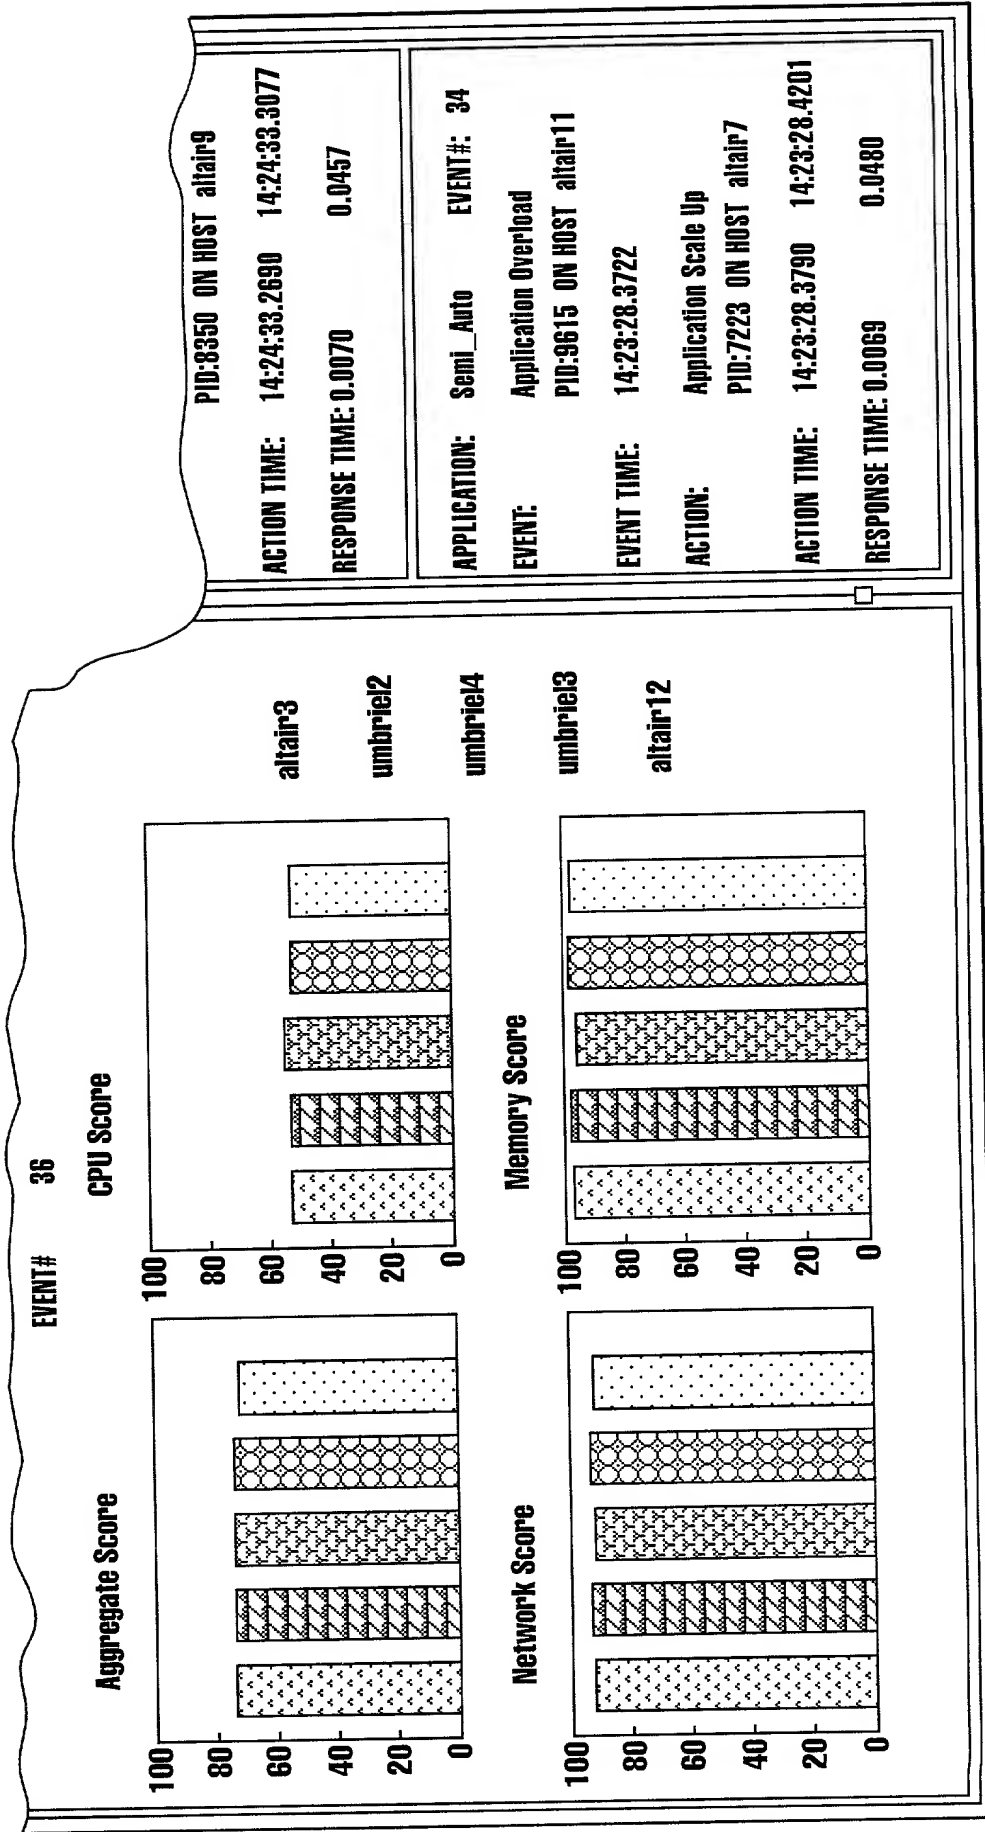 EVENT# 36
Aggregate Score
100
80
60
40
20
0
CPU Score
100
80
60
40
20
0
Network Score
100
80
60
40
20
0
Memory Score
100
80
60
40
20
0
altair3
umbriel2
umbriel4
umbriel3
altair12
PID:8350 ON HOST altair9
ACTION TIME: 14:24:33.2690 14:24:33.3077
RESPONSE TIME: 0.0070 0.0457
APPLICATION: Semi_Auto EVENT#: 34
EVENT: Application Overload
PID:9615 ON HOST altair11
EVENT TIME: 14:23:28.3722
ACTION: Application Scale Up
PID:7223 ON HOST altair7
ACTION TIME: 14:23:28.3790 14:23:28.4201
RESPONSE TIME: 0.0069 0.0480